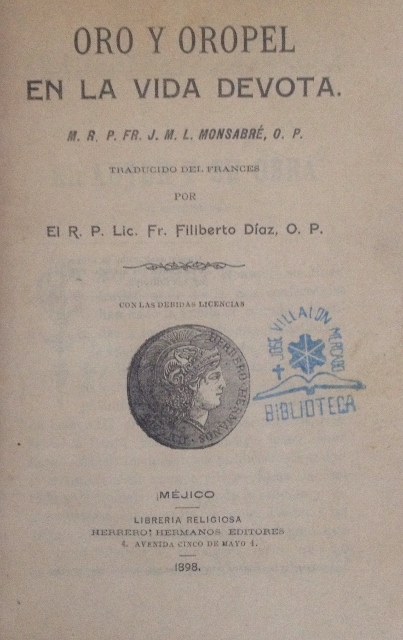 ORO Y OROPEL
EN LA VIDA DEVOTA.
M. R. P. FR. J. M. L. MONSABRÉ, O. P.
TRADUCIDO DEL FRANCES
POR
El R. P. Lic. Fr. Filiberto Díaz, O. P.
CON LAS DEBIDAS LICENCIAS
HERRERO HERMANOS
JOSE VILLALON MERCADO
BIBLIOTECA
MÉJICO
LIBRERIA RELIGIOSA
HERRERO HERMANOS EDITORES
4. AVENIDA CINCO DE MAYO 4.
1898.